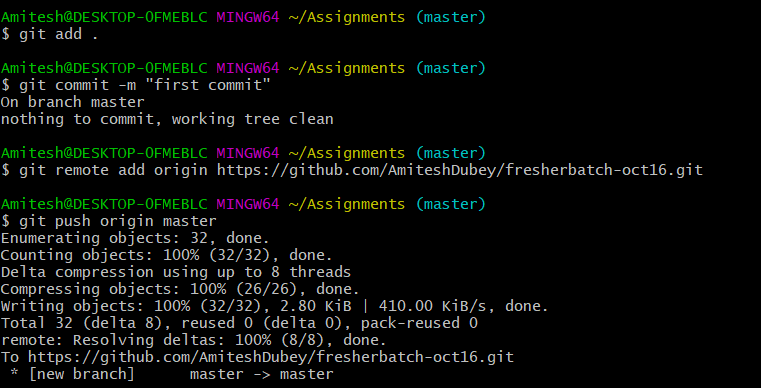 Amitesh@DESKTOP-OFMEBLC MINGW64 ~/Assignments (master)
$ git add .
Amitesh@DESKTOP-OFMEBLC MINGW64 ~/Assignments (master)
$ git commit -m "first commit"
On branch master
nothing to commit, working tree clean
Amitesh@DESKTOP-OFMEBLC MINGW64 ~/Assignments (master)
$ git remote add origin https://github.com/AmiteshDubey/fresherbatch-oct16.git
Amitesh@DESKTOP-OFMEBLC MINGW64 ~/Assignments (master)
$ git push origin master
Enumerating objects: 32, done.
Counting objects: 100% (32/32), done.
Delta compression using up to 8 threads
Compressing objects: 100% (26/26), done.
Writing objects: 100% (32/32), 2.80 KiB | 410.00 KiB/s, done.
Total 32 (delta 8), reused 0 (delta 0), pack-reused 0
remote: Resolving deltas: 100% (8/8), done.
To https://github.com/AmiteshDubey/fresherbatch-oct16.git
 * [new branch]      master -> master